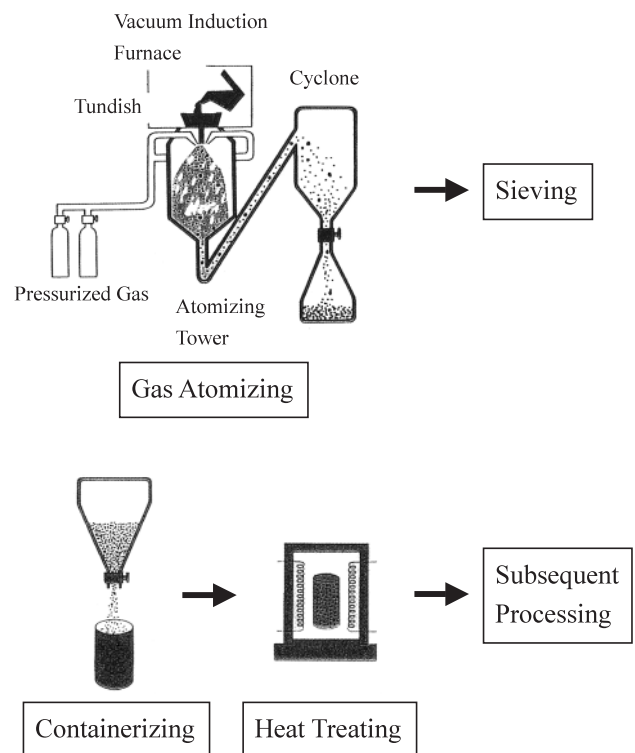 Vacuum Induction
Furnace
Tundish
Cyclone
Sieving
Pressurized Gas
Atomizing
Tower
Gas Atomizing
Subsequent
Processing
Containerizing
Heat Treating